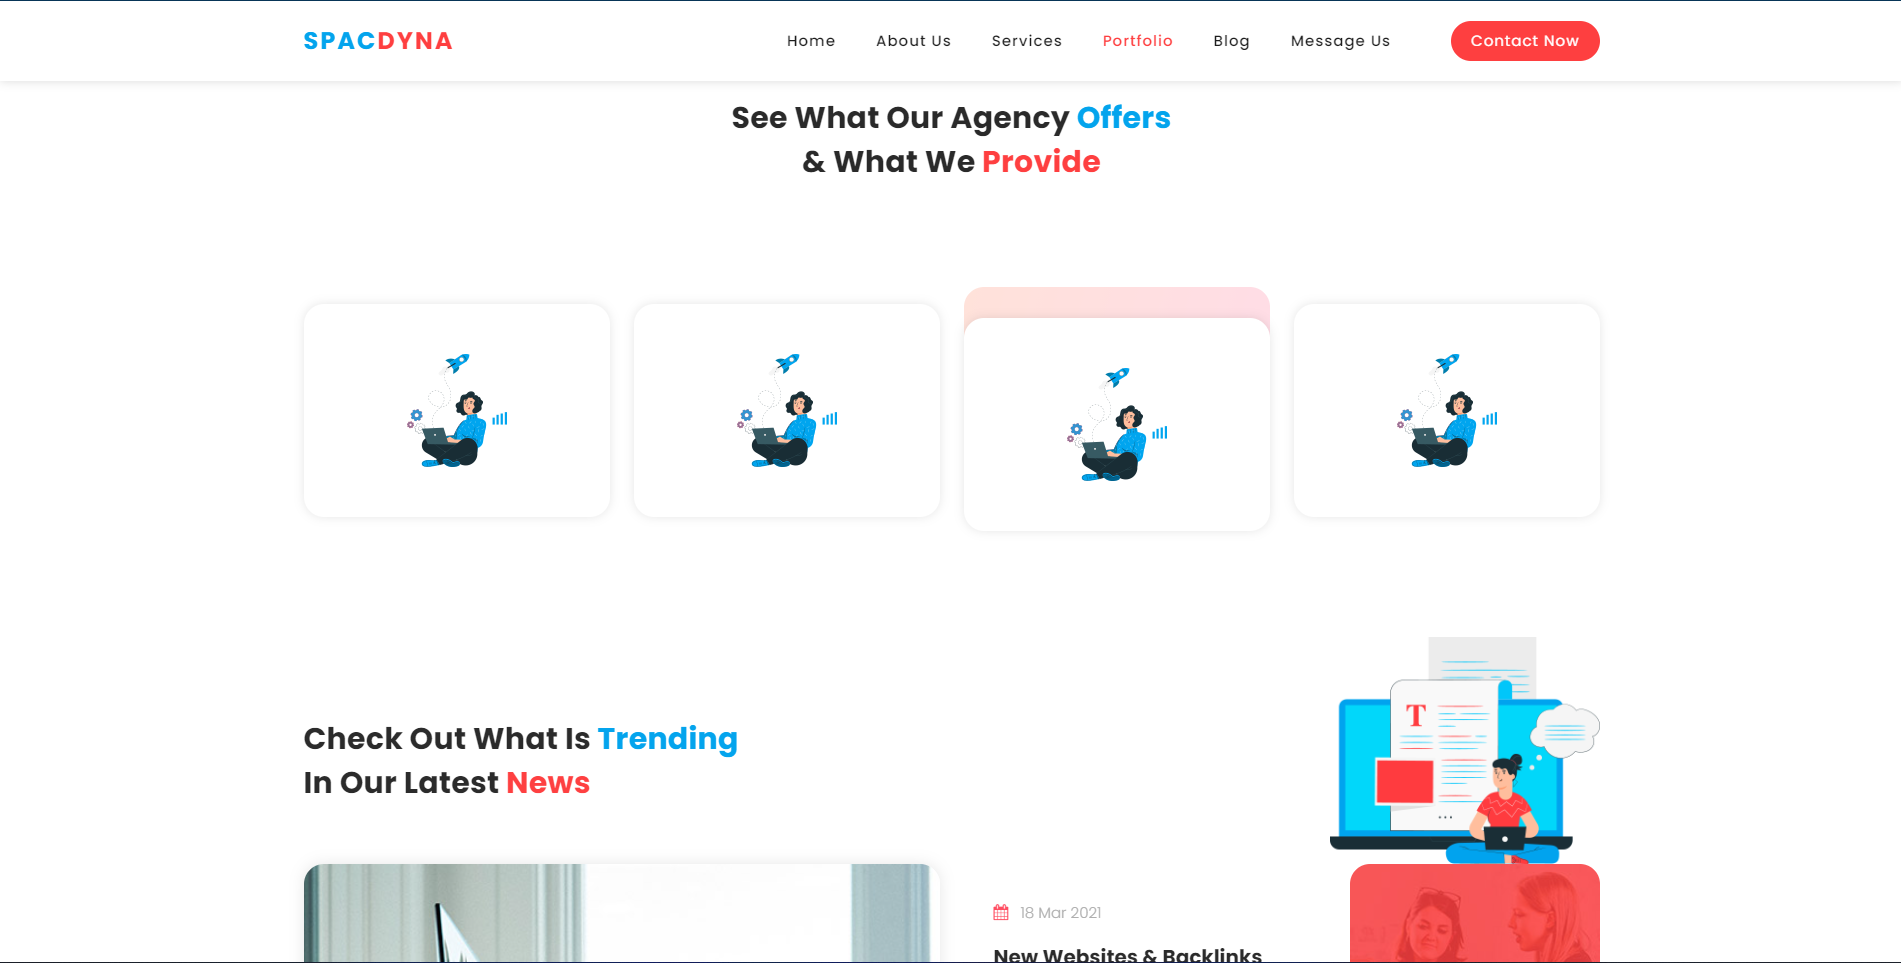 SPACDYNA
Home About Us Services Portfolio Blog Message Us Contact Now
See What Our Agency Offers
& What We Provide
T
Check Out What Is Trending
In Our Latest News
18 Mar 2021
New Websites & Backlinks